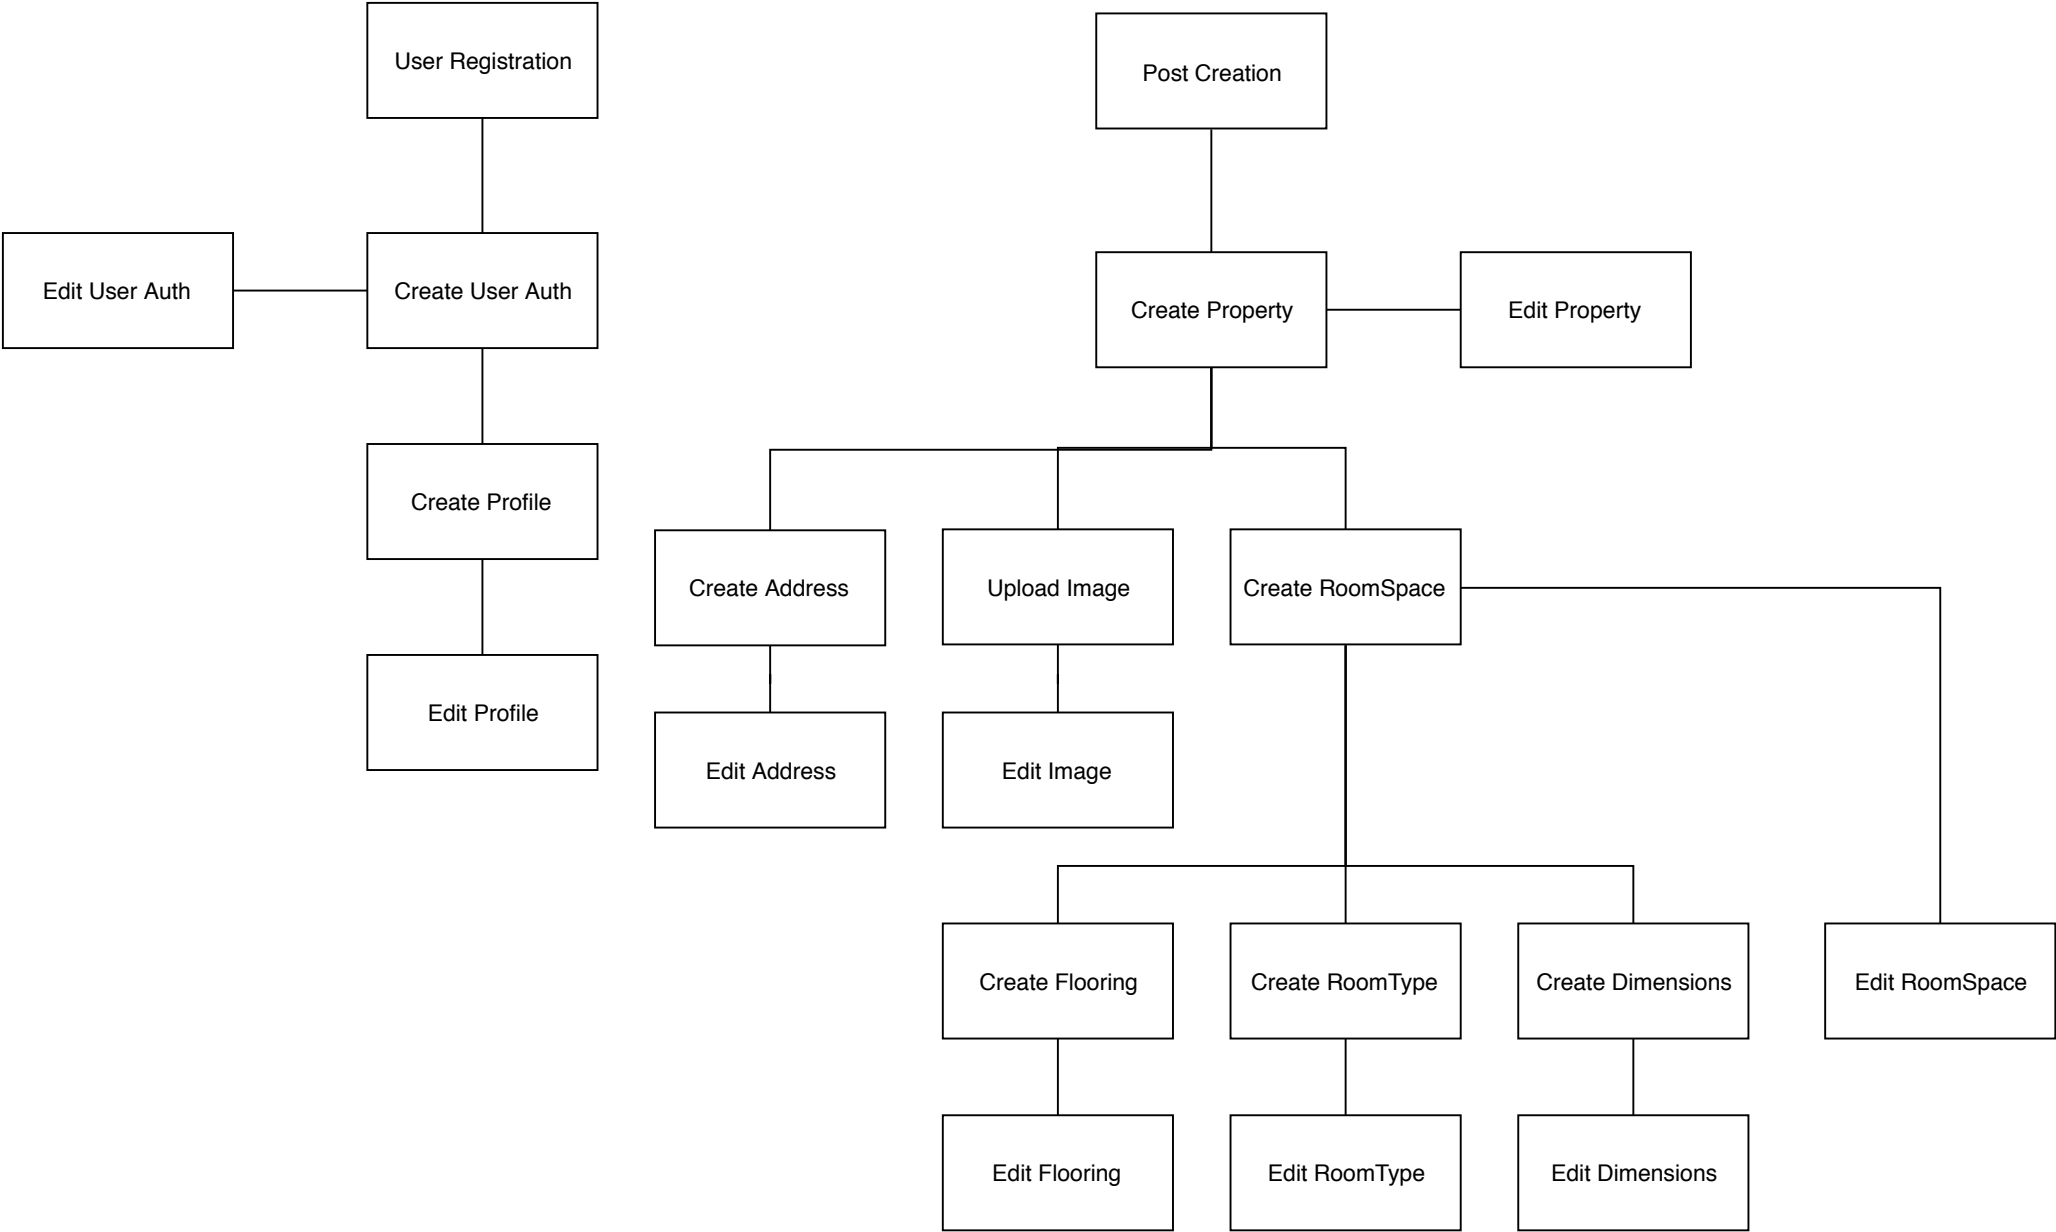 User Registration
Post Creation
Edit User Auth
Create User Auth
Create Property
Edit Property
Create Profile
Create Address
Upload Image
Create RoomSpace
Edit Profile
Edit Address
Edit Image
Create Flooring
Create RoomType
Create Dimensions
Edit RoomSpace
Edit Flooring
Edit RoomType
Edit Dimensions